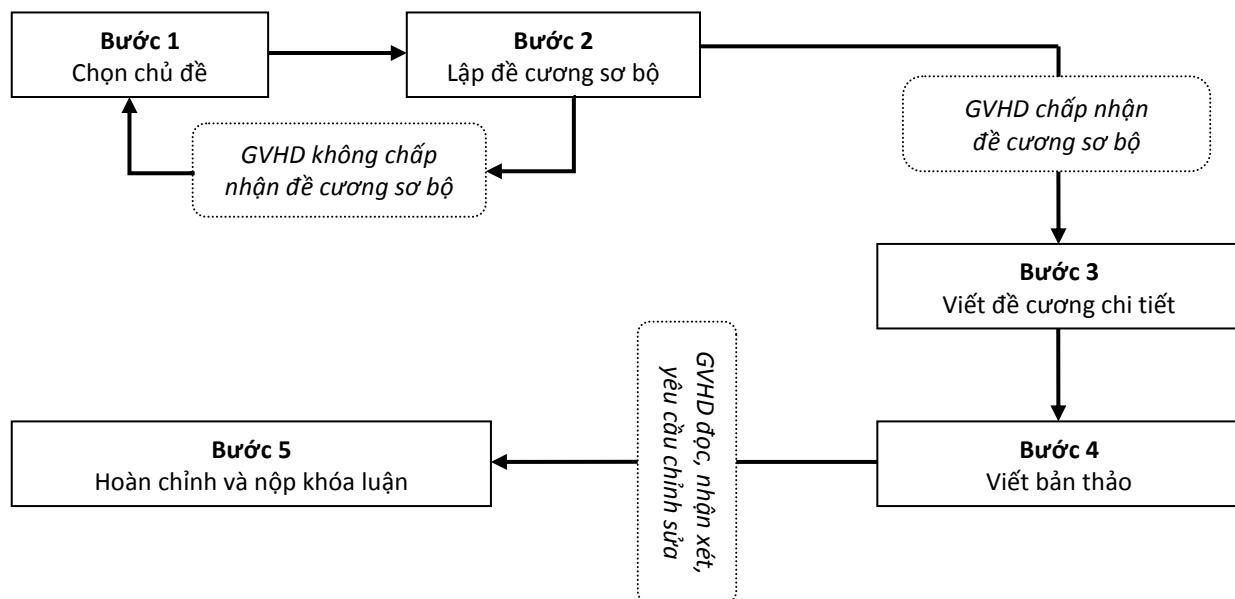 Bước 1
Chọn chủ đề
Bước 2
Lập đề cương sơ bộ
GVHD không chấp
nhận đề cương sơ bộ
GVHD chấp nhận
đề cương sơ bộ
Bước 3
Viết đề cương chi tiết
Bước 4
Viết bản thảo
GVHD đọc, nhận xét,
yêu cầu chỉnh sửa
Bước 5
Hoàn chỉnh và nộp khóa luận